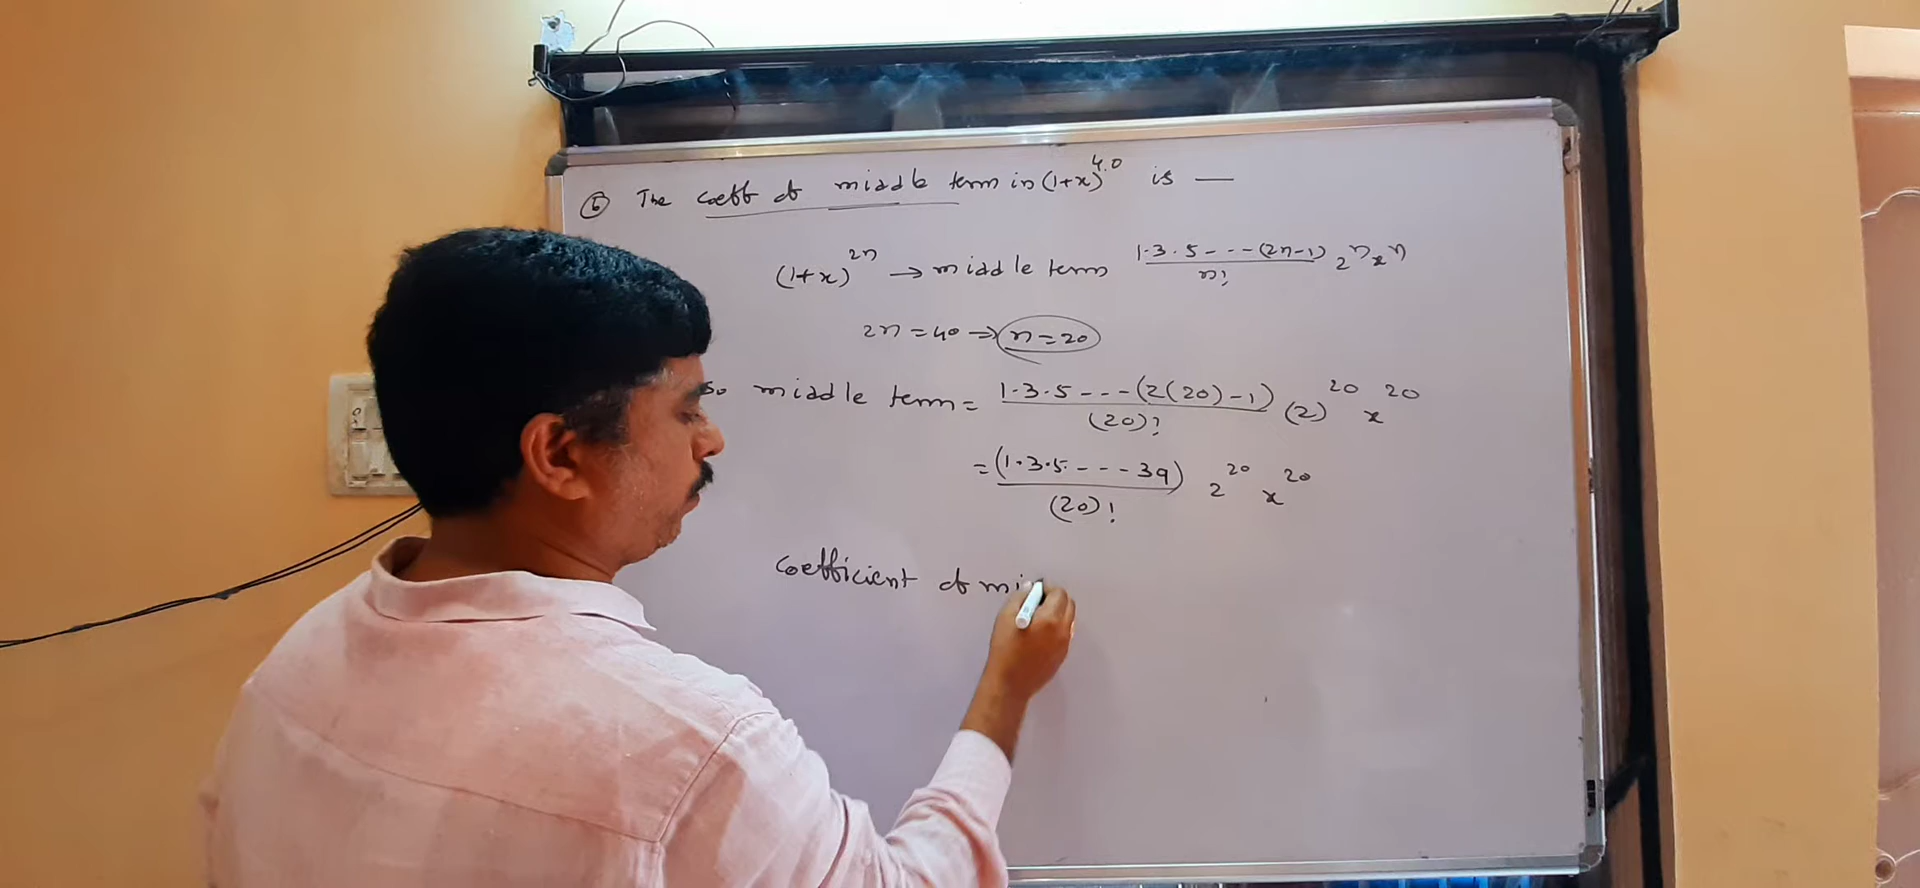 ⑤ The coeff of middle term in (1+x)^40 is —
(1+x)^2n → middle term 1·3·5---(2n-1)/n! 2^n x^n
2n = 40 → n = 20
So middle term = 1·3·5---(2(20)-1)/(20)! (2)^20 x^20
= (1·3·5---39)/(20)! 2^20 x^20
coefficient of mi